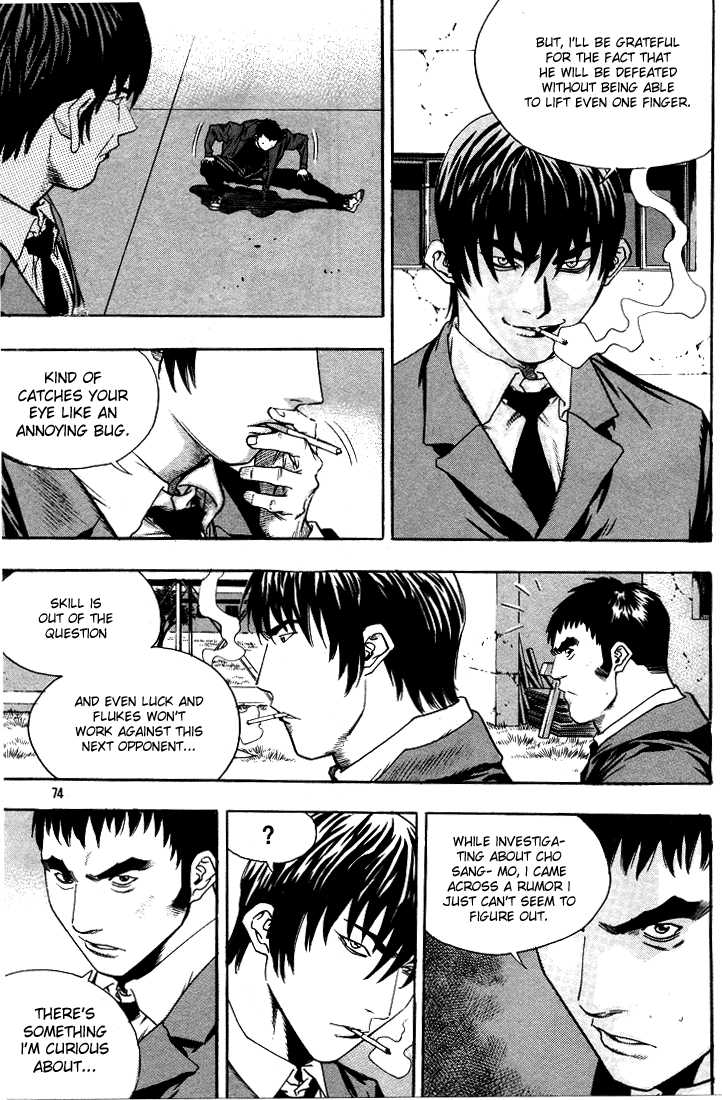 KIND OF
CATCHES YOUR
EYE LIKE AN
ANNOYING BUG.
BUT, I'LL BE GRATEFUL
FOR THE FACT THAT
HE WILL BE DEFEATED
WITHOUT BEING ABLE
TO LIFT EVEN ONE FINGER.
SKILL IS
OUT OF THE
QUESTION
AND EVEN LUCK AND
FLUKES WON'T
WORK AGAINST THIS
NEXT OPPONENT...
74
THERE'S
SOMETHING
I'M CURIOUS
ABOUT...
?
WHILE INVESTIGA-
TING ABOUT CHO
SANG- MO, I CAME
ACROSS A RUMOR I
JUST CAN'T SEEM TO
FIGURE OUT.